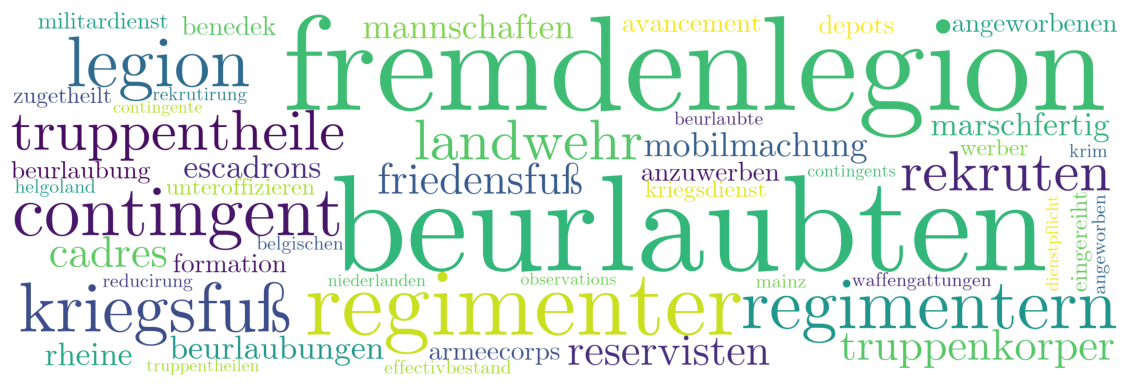 militardienst
benedek
mannschaften
avancement
depots
angeworbenen
legion
fremdenlegion
zugetheilt
rekrutirung
contingente
truppentheile
landwehr
beurlaubte
mobilmachung
marschfertig
werber
krim
beurlaubung
escadrons
friedensfuß
anzuwerben
contingents
rekruten
helgoland
unteroffizieren
kriegsdienst
contingent
beurlaubten
belgischen
dienstpflicht
eingereiht
angeworben
cadres
formation
reducirung
niederlanden
observations
mainz
waffengattungen
kriegsfuß
regimenter
regimentern
rheine
beurlaubungen
armeecorps
reservisten
truppenkorper
truppentheilen
effectivbestand